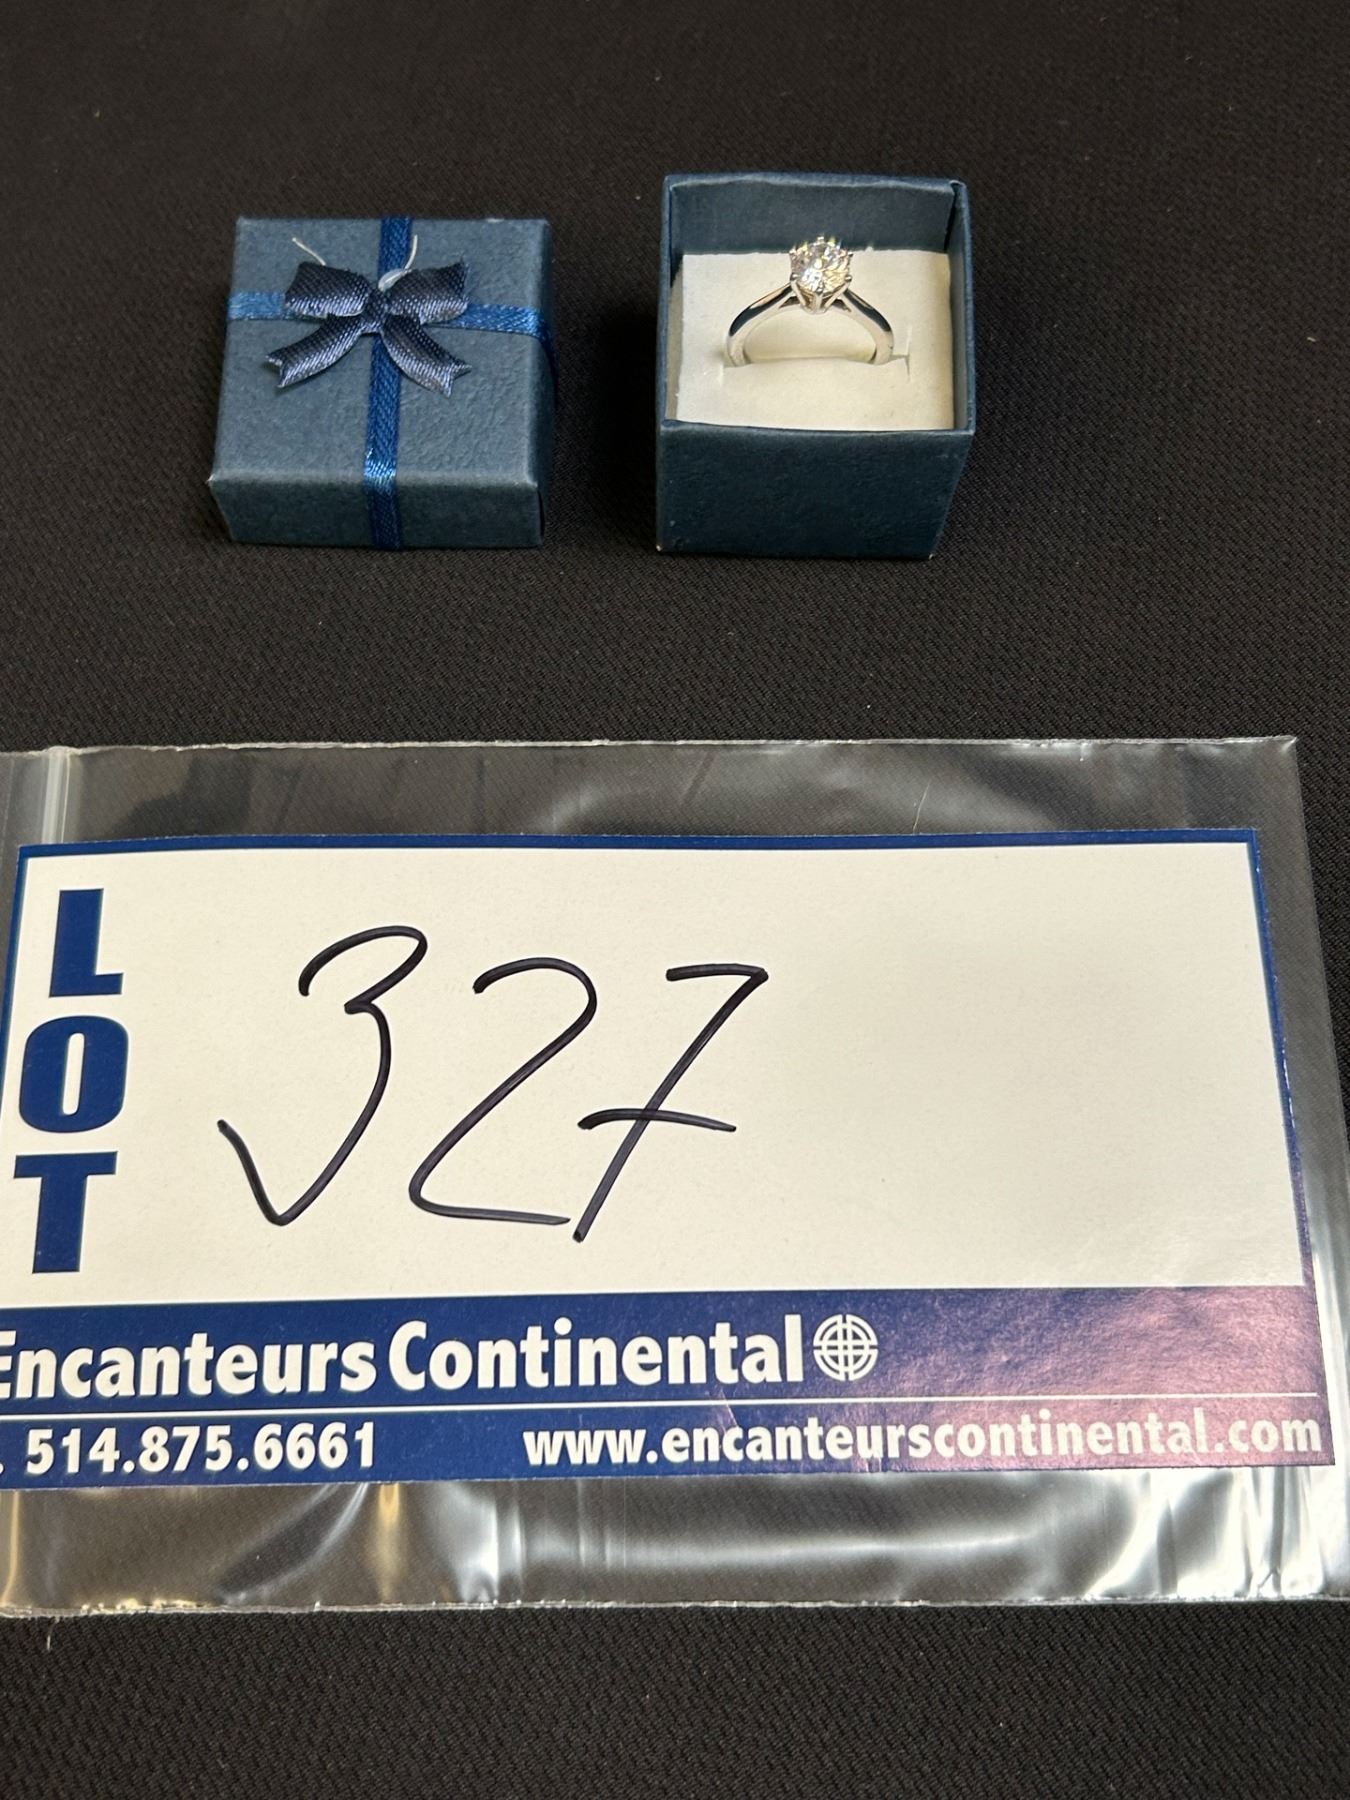 LOT
327
Encanteurs Continental
. 514.875.6661 www.encanteurscontinental.com